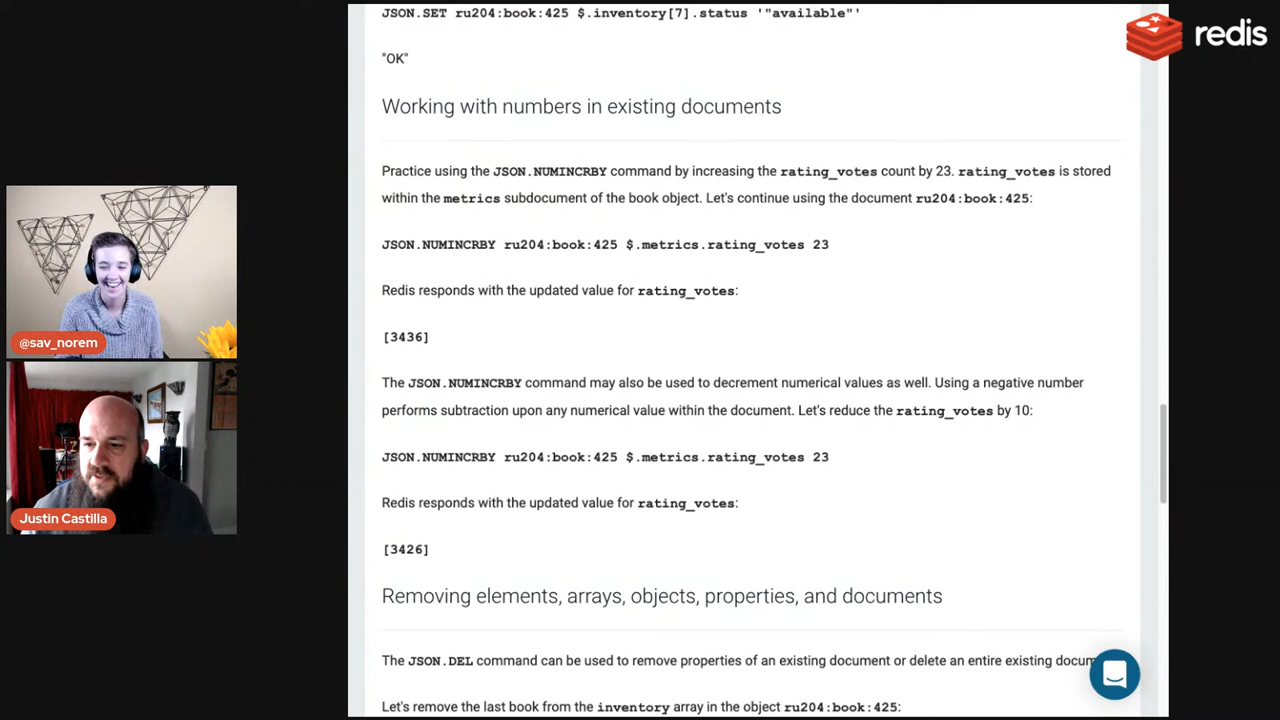 JSON.SET ru204:book:425 $.inventory[7].status '"available"'
redis
"OK"
Working with numbers in existing documents
Practice using the JSON.NUMINCRBY command by increasing the rating_votes count by 23. rating_votes is stored
within the metrics subdocument of the book object. Let's continue using the document ru204:book:425:
JSON.NUMINCRBY ru204:book:425 $.metrics.rating_votes 23
Redis responds with the updated value for rating_votes:
[3436]
@sav_norem
The JSON.NUMINCRBY command may also be used to decrement numerical values as well. Using a negative number
performs subtraction upon any numerical value within the document. Let's reduce the rating_votes by 10:
JSON.NUMINCRBY ru204:book:425 $.metrics.rating_votes 23
Redis responds with the updated value for rating_votes:
Justin Castilla
[3426]
Removing elements, arrays, objects, properties, and documents
The JSON.DEL command can be used to remove properties of an existing document or delete an entire existing docum
Let's remove the last book from the inventory array in the object ru204:book:425: